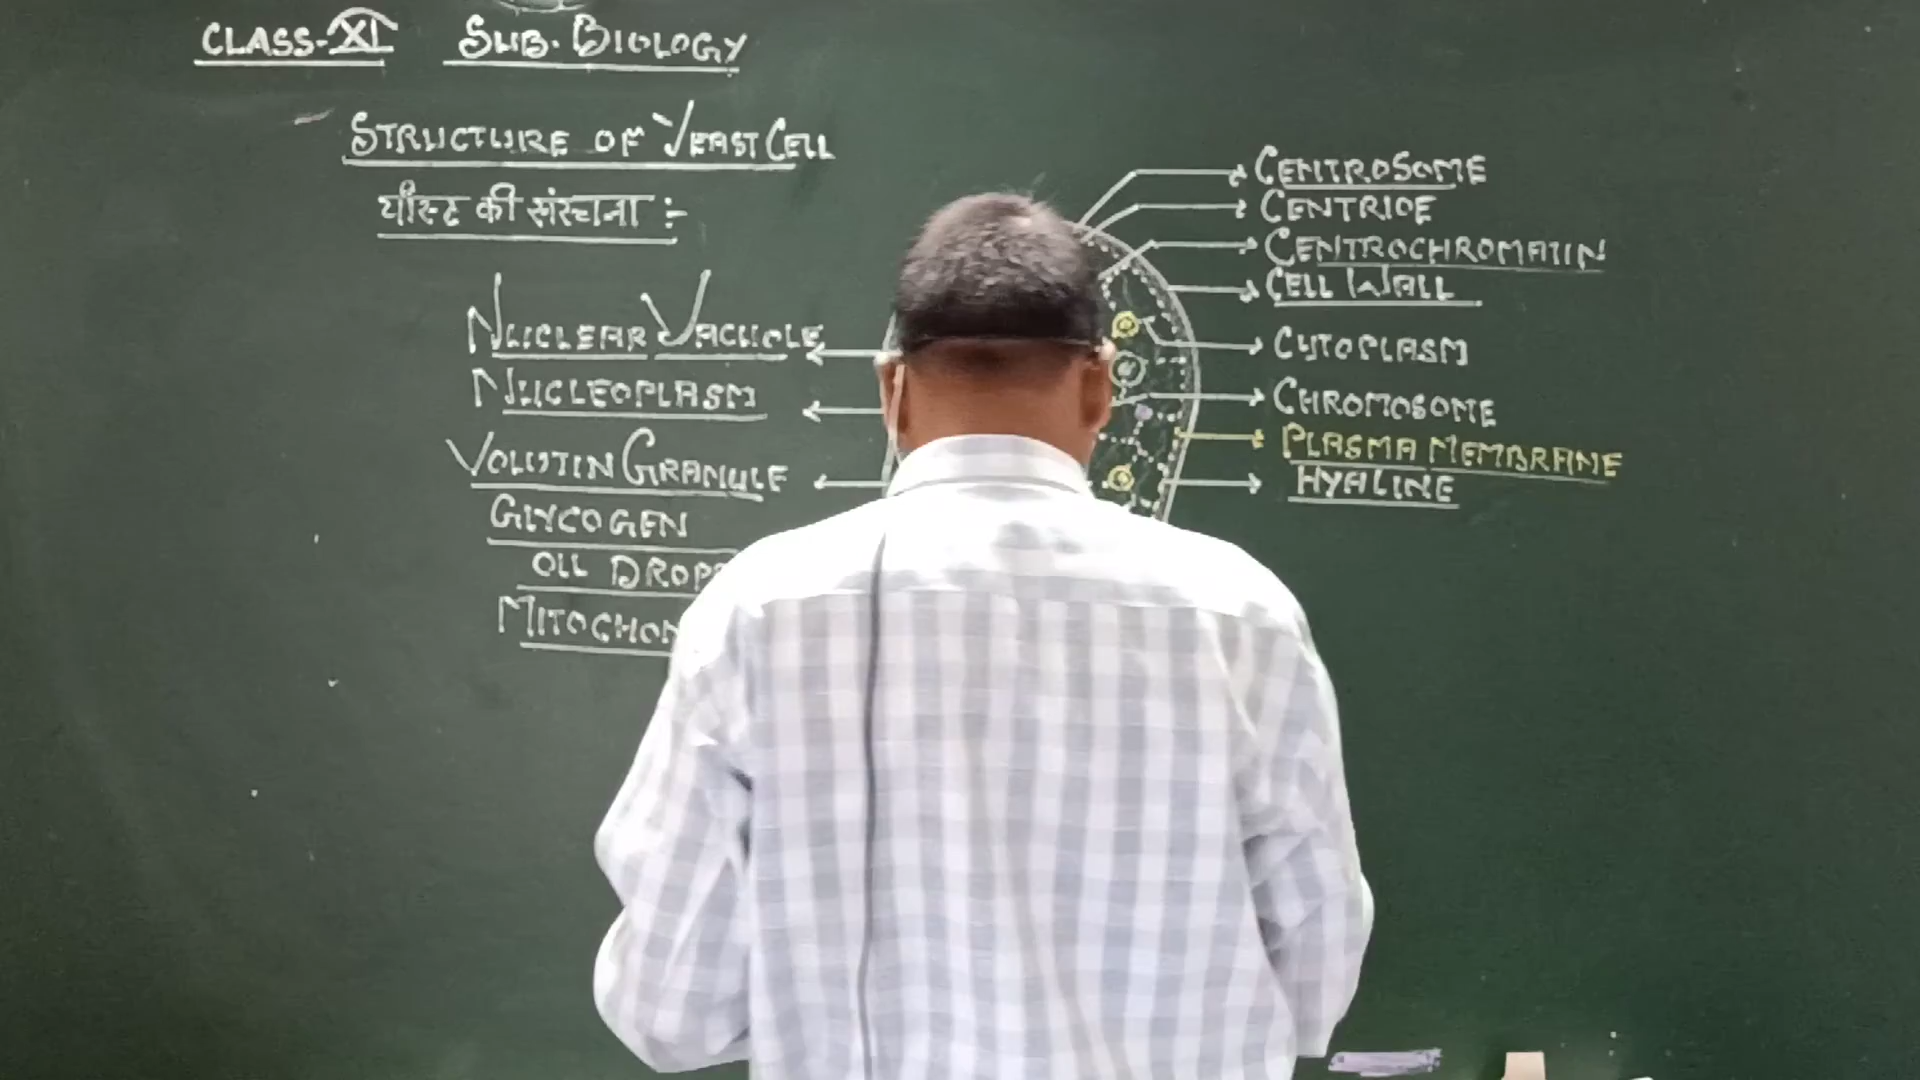 CLASS-XI SUB. BIOLOGY
STRUCTURE OF YEAST CELL
यीस्ट की संरचना :-
NUCLEAR VACUOLE
NUCLEOPLASM
VOLUTIN GRANULE
GLYCOGEN
OIL DROP
MITOCHON
CENTROSOME
CENTRIOE
CENTROCHROMATIN
CELL WALL
CYTOPLASM
CHROMOSOME
PLASMA MEMBRANE
HYALINE